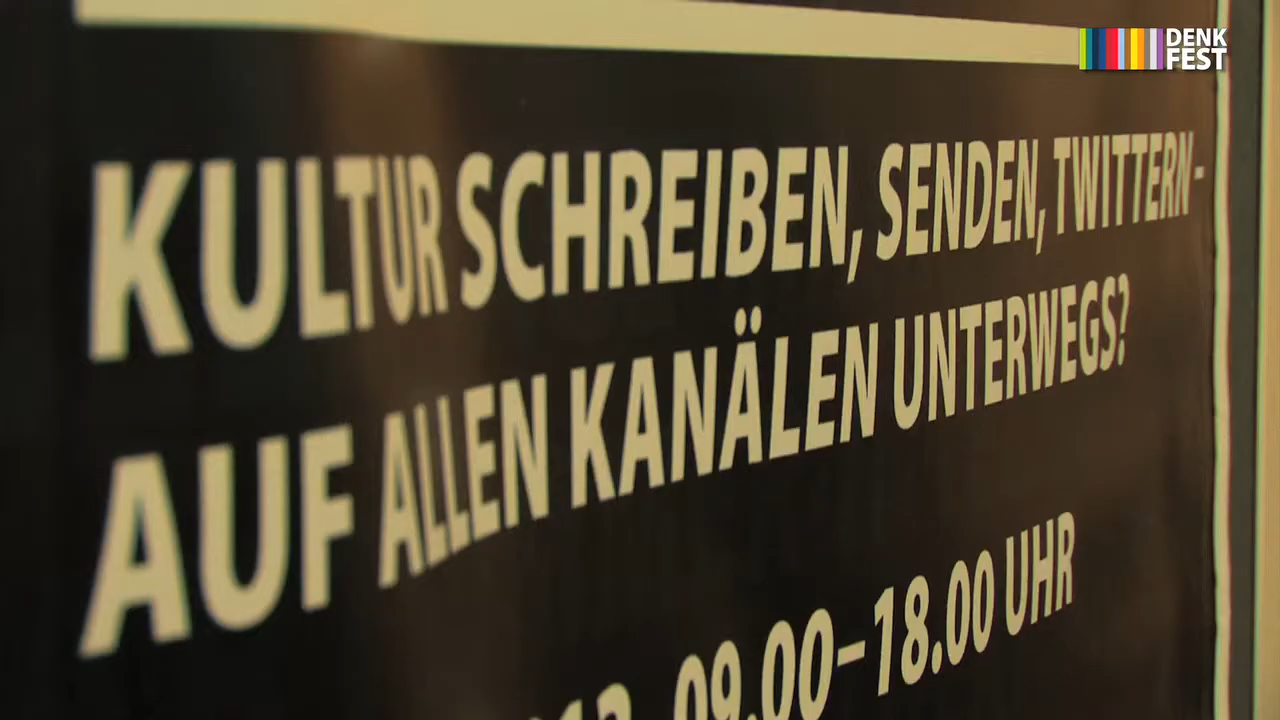 DENK
FEST
KULTUR SCHREIBEN, SENDEN, TWITTERN-
AUF ALLEN KANÄLEN UNTERWEGS?
09.00–18.00 UHR